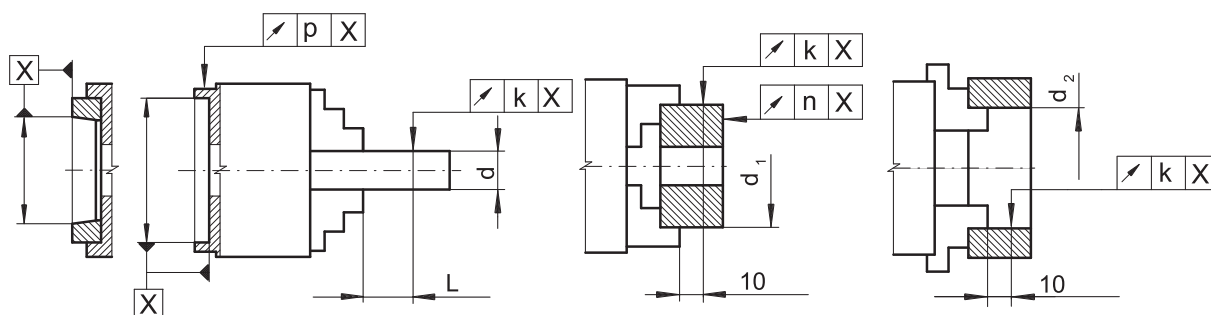 ↗ p X
X
↗ k X
d
L
X
↗ k X
↗ n X
d₁
10
d₂
↗ k X
10